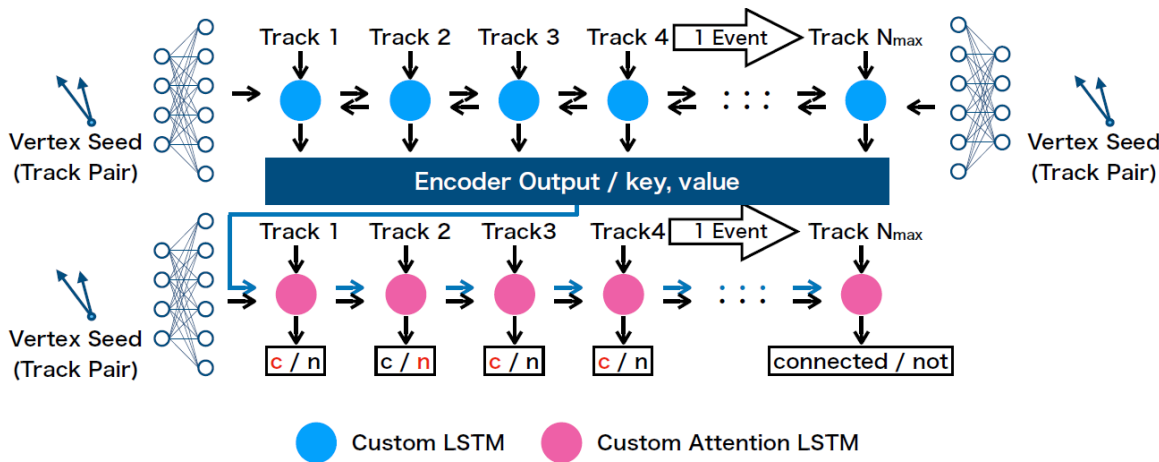 Track 1 Track 2 Track 3 Track 4 1 Event Track Nmax
Vertex Seed
(Track Pair)
Vertex Seed
(Track Pair)
Encoder Output / key, value
Track 1 Track 2 Track3 Track4 1 Event Track Nmax
Vertex Seed
(Track Pair)
c / n c / n c / n c / n connected / not
Custom LSTM Custom Attention LSTM